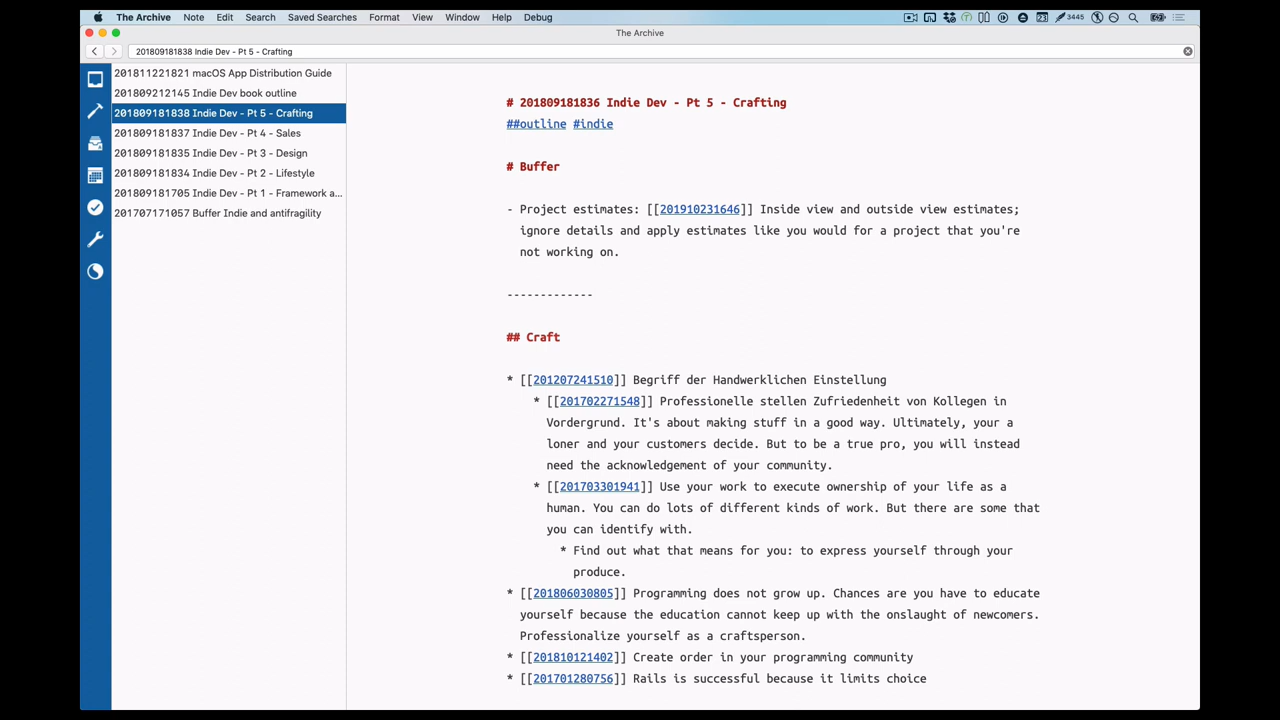 The Archive Note Edit Search Saved Searches Format View Window Help Debug 23 3445
The Archive
201809181838 Indie Dev - Pt 5 - Crafting
201811221821 macOS App Distribution Guide
201809212145 Indie Dev book outline
201809181838 Indie Dev - Pt 5 - Crafting
201809181837 Indie Dev - Pt 4 - Sales
201809181835 Indie Dev - Pt 3 - Design
201809181834 Indie Dev - Pt 2 - Lifestyle
201809181705 Indie Dev - Pt 1 - Framework a...
201707171057 Buffer Indie and antifragility
# 201809181836 Indie Dev - Pt 5 - Crafting
##outline #indie
# Buffer
- Project estimates: [[201910231646]] Inside view and outside view estimates;
ignore details and apply estimates like you would for a project that you're
not working on.
-------------
## Craft
* [[201207241510]] Begriff der Handwerklichen Einstellung
* [[201702271548]] Professionelle stellen Zufriedenheit von Kollegen in
Vordergrund. It's about making stuff in a good way. Ultimately, your a
loner and your customers decide. But to be a true pro, you will instead
need the acknowledgement of your community.
* [[201703301941]] Use your work to execute ownership of your life as a
human. You can do lots of different kinds of work. But there are some that
you can identify with.
* Find out what that means for you: to express yourself through your
produce.
* [[201806030805]] Programming does not grow up. Chances are you have to educate
yourself because the education cannot keep up with the onslaught of newcomers.
Professionalize yourself as a craftsperson.
* [[201810121402]] Create order in your programming community
* [[201701280756]] Rails is successful because it limits choice